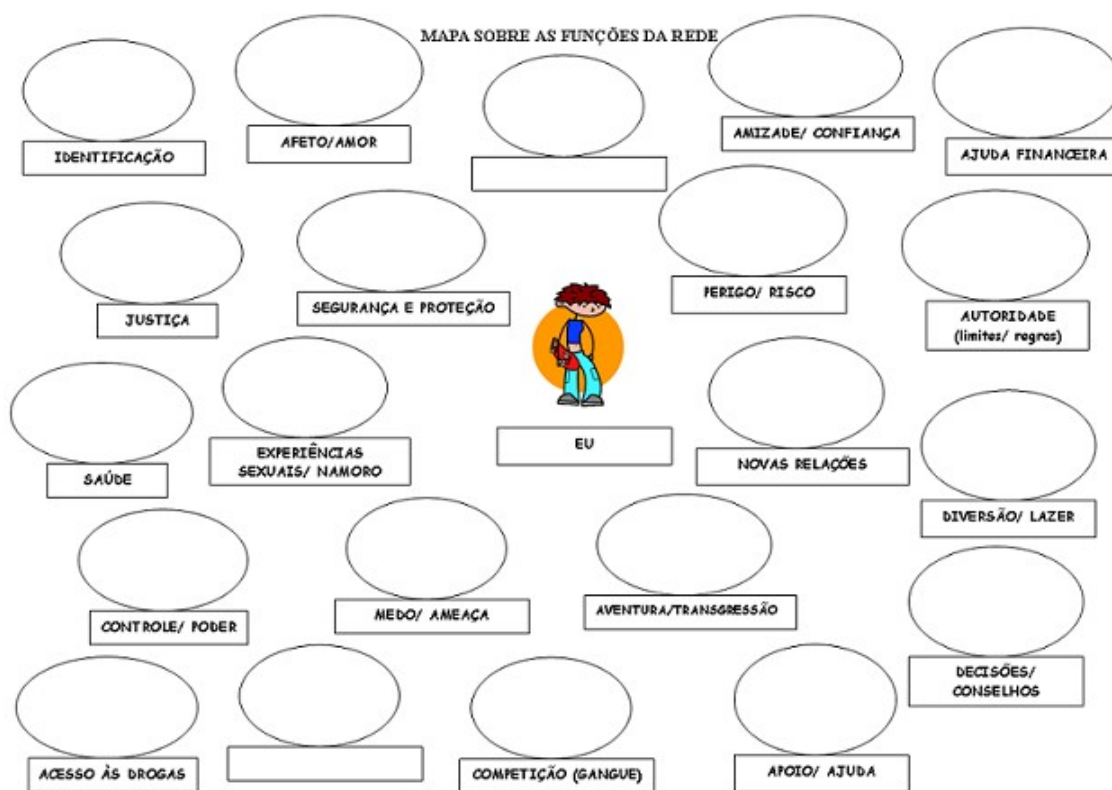 MAPA SOBRE AS FUNÇÕES DA REDE
IDENTIFICAÇÃO
AFETO/AMOR
AMIZADE/ CONFIANÇA
AJUDA FINANCEIRA
JUSTIÇA
SEGURANÇA E PROTEÇÃO
PERIGO/ RISCO
AUTORIDADE
(limites/ regras)
SAÚDE
EXPERIÊNCIAS
SEXUAIS/ NAMORO
EU
NOVAS RELAÇÕES
DIVERSÃO/ LAZER
CONTROLE/ PODER
MEDO/ AMEAÇA
AVENTURA/TRANSGRESSÃO
DECISÕES/
CONSELHOS
ACESSO ÀS DROGAS
COMPETIÇÃO (GANGUE)
APOIO/ AJUDA